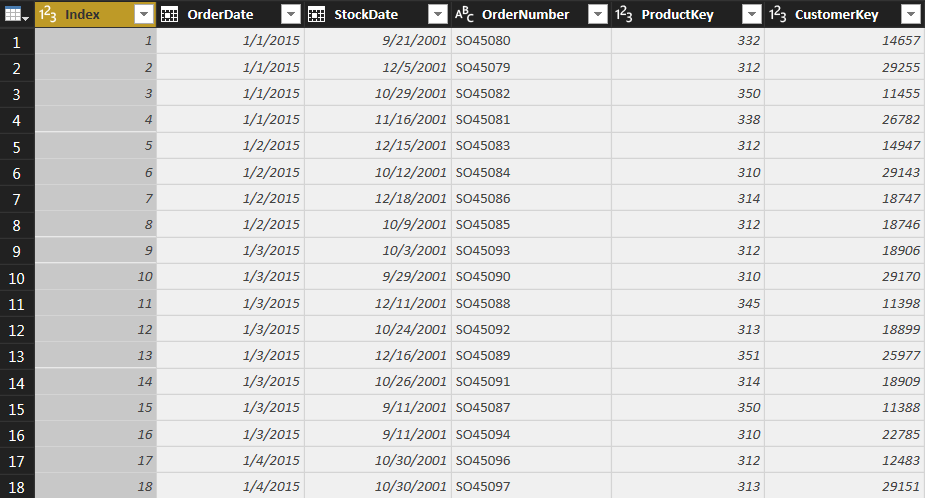 1²3 Index OrderDate StockDate ABC OrderNumber 1²3 ProductKey 1²3 CustomerKey
1 1 1/1/2015 9/21/2001 SO45080 332 14657
2 2 1/1/2015 12/5/2001 SO45079 312 29255
3 3 1/1/2015 10/29/2001 SO45082 350 11455
4 4 1/1/2015 11/16/2001 SO45081 338 26782
5 5 1/2/2015 12/15/2001 SO45083 312 14947
6 6 1/2/2015 10/12/2001 SO45084 310 29143
7 7 1/2/2015 12/18/2001 SO45086 314 18747
8 8 1/2/2015 10/9/2001 SO45085 312 18746
9 9 1/3/2015 10/3/2001 SO45093 312 18906
10 10 1/3/2015 9/29/2001 SO45090 310 29170
11 11 1/3/2015 12/11/2001 SO45088 345 11398
12 12 1/3/2015 10/24/2001 SO45092 313 18899
13 13 1/3/2015 12/16/2001 SO45089 351 25977
14 14 1/3/2015 10/26/2001 SO45091 314 18909
15 15 1/3/2015 9/11/2001 SO45087 350 11388
16 16 1/3/2015 9/11/2001 SO45094 310 22785
17 17 1/4/2015 10/30/2001 SO45096 312 12483
18 18 1/4/2015 10/30/2001 SO45097 313 29151